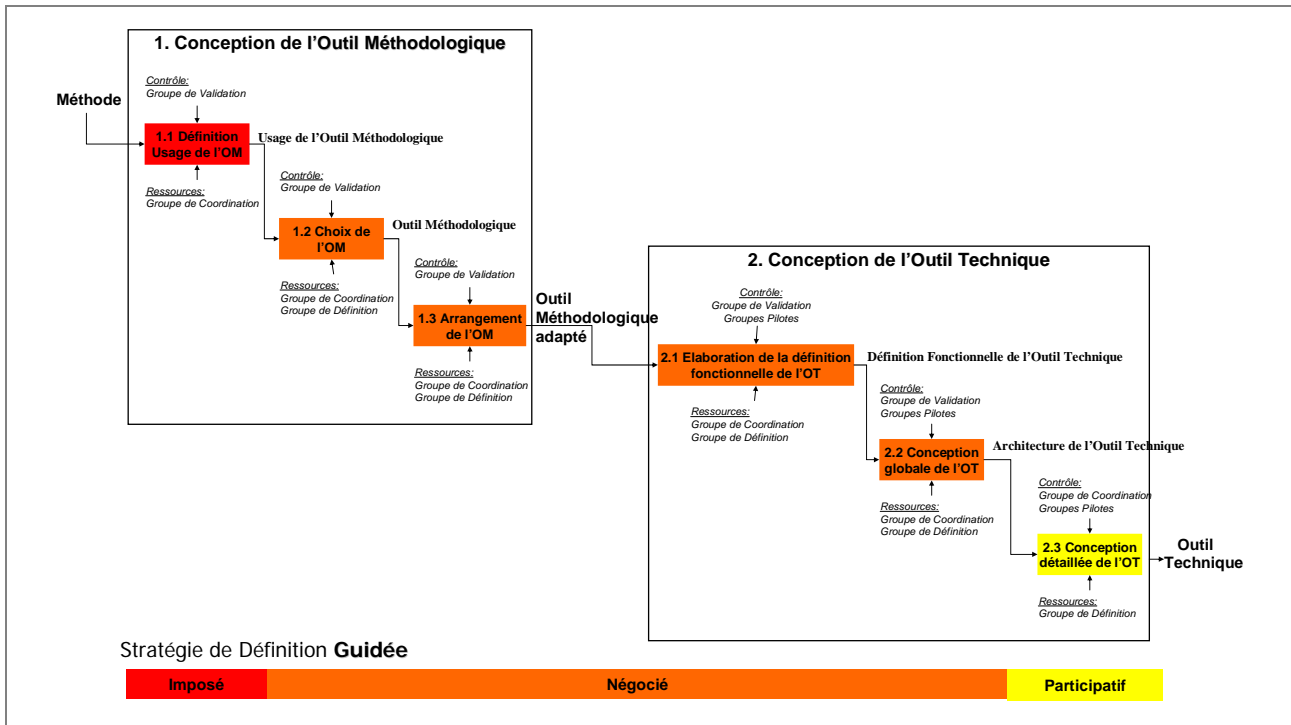 1. Conception de l'Outil Méthodologique
Méthode
Contrôle:
Groupe de Validation
1.1 Définition
Usage de l'OM
Usage de l'Outil Méthodologique
Ressources:
Groupe de Coordination
Contrôle:
Groupe de Validation
1.2 Choix de
l'OM
Outil Méthodologique
Ressources:
Groupe de Coordination
Groupe de Définition
Contrôle:
Groupe de Validation
1.3 Arrangement
de l'OM
Ressources:
Groupe de Coordination
Groupe de Définition
Outil
Méthodologique
adapté
2. Conception de l'Outil Technique
Contrôle:
Groupe de Validation
Groupes Pilotes
2.1 Elaboration de la définition
fonctionnelle de l'OT
Définition Fonctionnelle de l'Outil Technique
Ressources:
Groupe de Coordination
Groupe de Définition
Contrôle:
Groupe de Validation
Groupes Pilotes
2.2 Conception
globale de l'OT
Architecture de l'Outil Technique
Ressources:
Groupe de Coordination
Groupe de Définition
Contrôle:
Groupe de Coordination
Groupes Pilotes
2.3 Conception
détaillée de l'OT
Ressources:
Groupe de Définition
Outil
Technique
Stratégie de Définition Guidée
Imposé
Négocié
Participatif